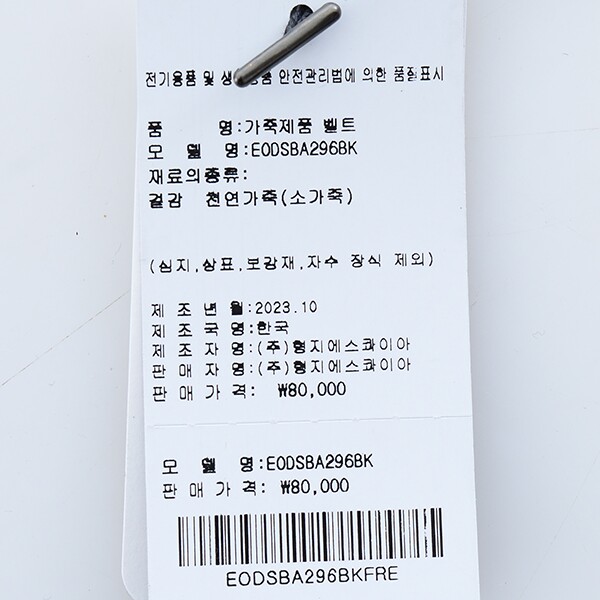 전기용품 및 생 용품 안전관리법에 의한 품질표시
품 명:가죽제품 벨트
모 델 명:EODSBA296BK
재료의종류:
겉감 천연가죽(소가죽)
(심지,상표,보강재,자수 장식 제외)
제 조 년 월:2023.10
제 조 국 명:한국
제 조 자 명:(주)형지에스콰이아
판 매 자 명:(주)형지에스콰이아
판 매 가 격: ₩80,000
모 델 명:EODSBA296BK
판 매 가 격: ₩80,000
EODSBA296BKFRE